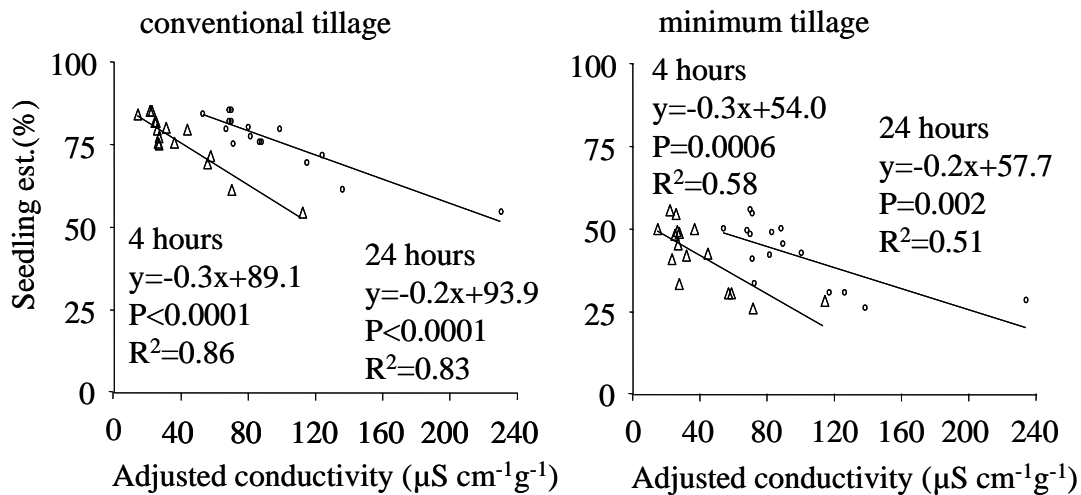 conventional tillage
100
75
50
25
0
Seedling est.(%)
4 hours
y=-0.3x+89.1
P<0.0001
R²=0.86
24 hours
y=-0.2x+93.9
P<0.0001
R²=0.83
0 40 80 120 160 200 240
Adjusted conductivity (µS cm⁻¹g⁻¹)
minimum tillage
100
75
50
25
0
4 hours
y=-0.3x+54.0
P=0.0006
R²=0.58
24 hours
y=-0.2x+57.7
P=0.002
R²=0.51
0 40 80 120 160 200 240
Adjusted conductivity (µS cm⁻¹g⁻¹)